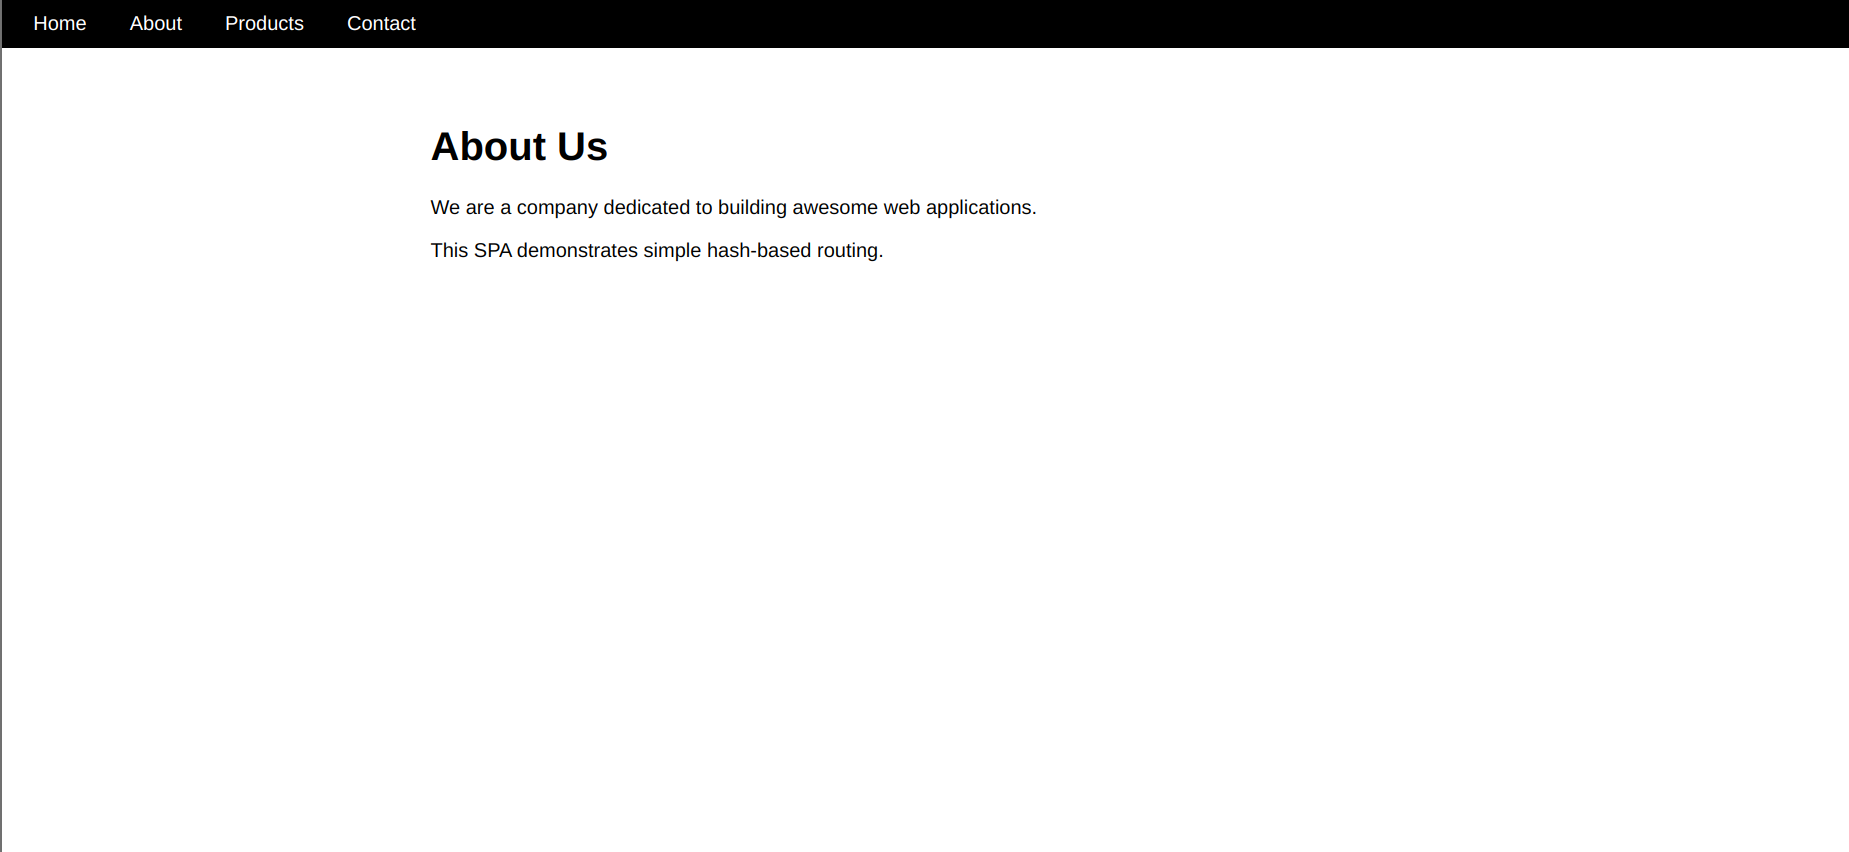 Home About Products Contact
About Us
We are a company dedicated to building awesome web applications.
This SPA demonstrates simple hash-based routing.